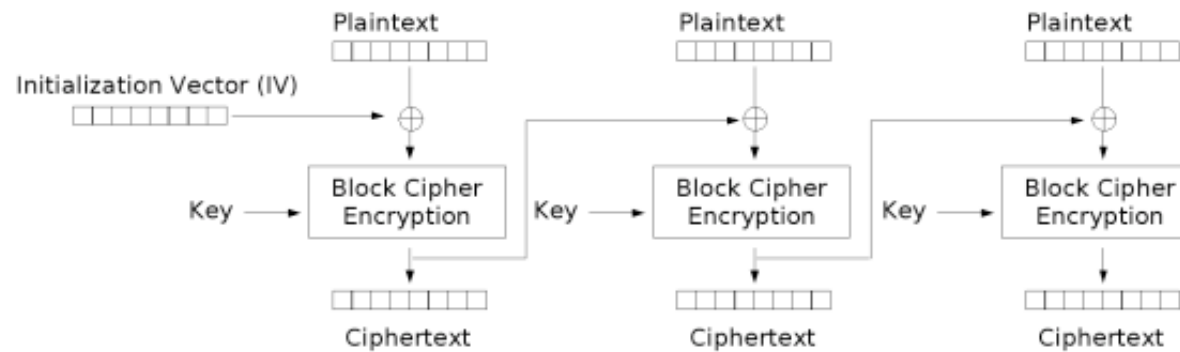 Plaintext
Plaintext
Plaintext
Initialization Vector (IV)
Key
Block Cipher
Encryption
Key
Block Cipher
Encryption
Key
Block Cipher
Encryption
Ciphertext
Ciphertext
Ciphertext